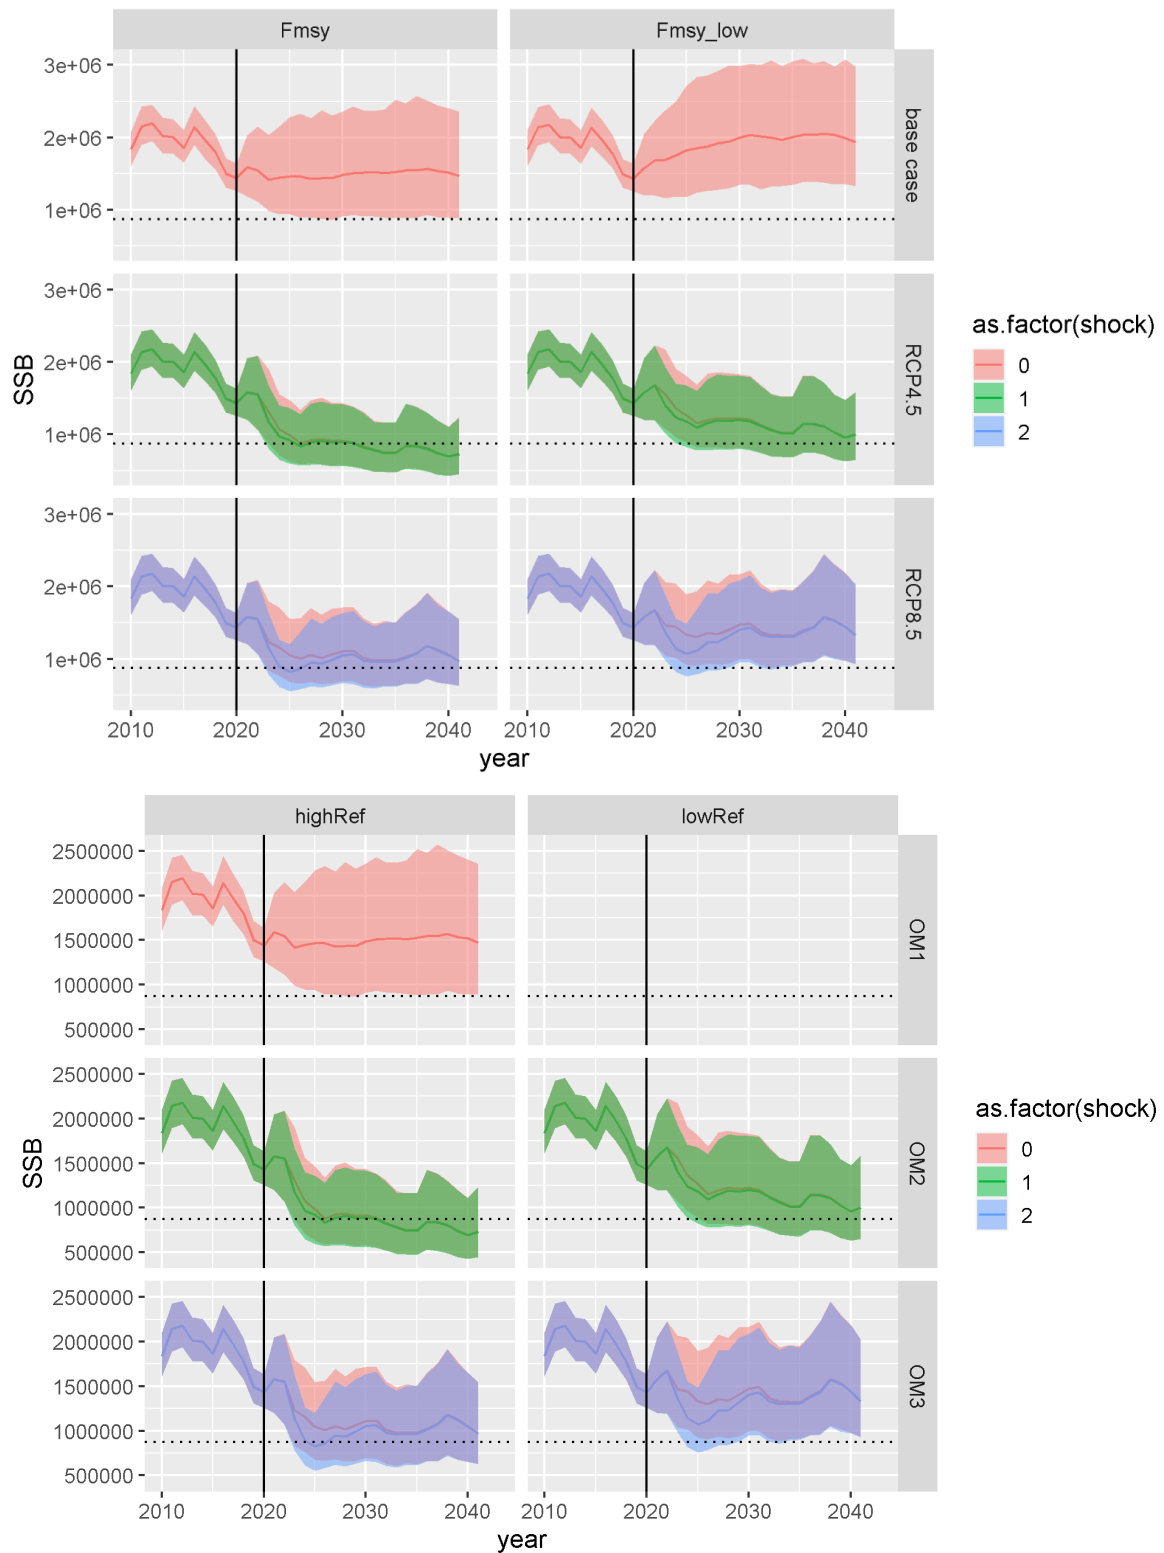 Fmsy Fmsy_low
3e+06
2e+06
1e+06
base case
3e+06
2e+06
1e+06
RCP4.5
3e+06
2e+06
1e+06
RCP8.5
SSB
2010 2020 2030 2040 2010 2020 2030 2040
year
as.factor(shock)
0
1
2
highRef lowRef
2500000
2000000
1500000
1000000
500000
OM1
2500000
2000000
1500000
1000000
500000
OM2
2500000
2000000
1500000
1000000
500000
OM3
SSB
2010 2020 2030 2040 2010 2020 2030 2040
year
as.factor(shock)
0
1
2